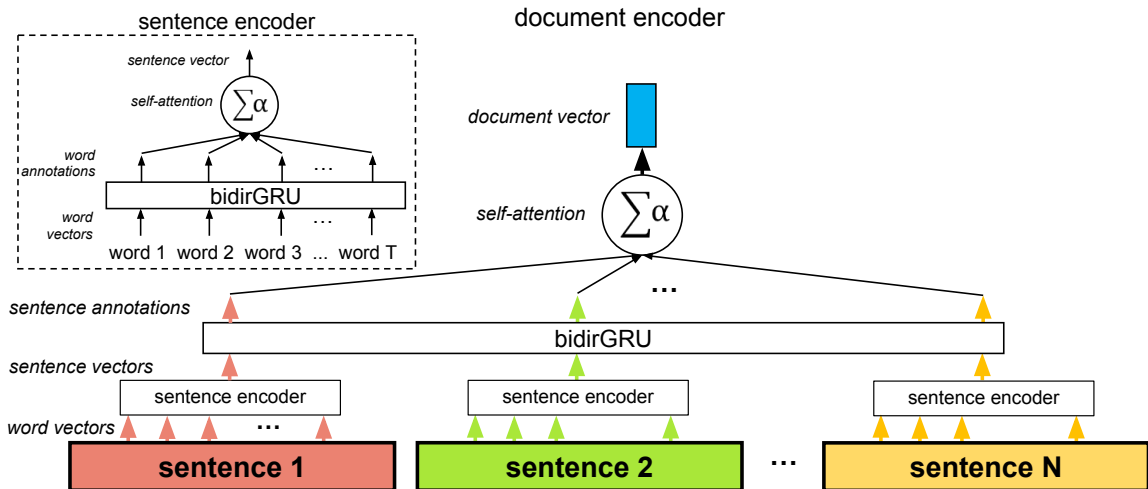 sentence encoder
document encoder
sentence vector
self-attention
∑α
word
annotations
...
bidirGRU
word
vectors
...
word 1 word 2 word 3 ... word T
document vector
self-attention
∑α
...
sentence annotations
bidirGRU
sentence vectors
sentence encoder sentence encoder sentence encoder
word vectors
...
sentence 1 sentence 2 ... sentence N